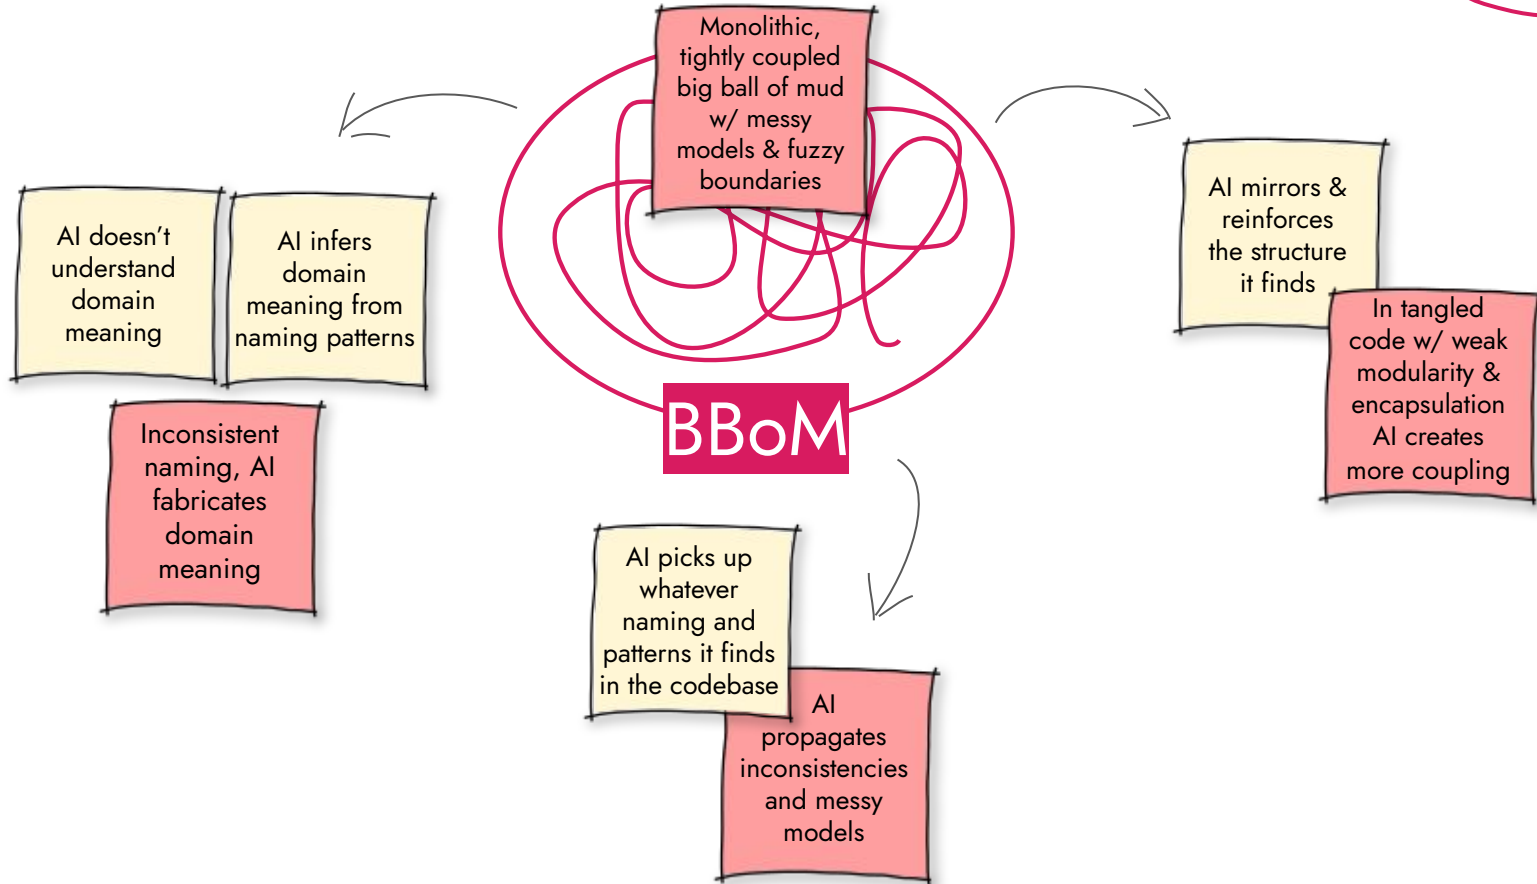 Monolithic,
tightly coupled
big ball of mud
w/ messy
models & fuzzy
boundaries
BBoM
AI doesn't
understand
domain
meaning
AI infers
domain
meaning from
naming patterns
Inconsistent
naming, AI
fabricates
domain
meaning
AI picks up
whatever
naming and
patterns it finds
in the codebase
AI
propagates
inconsistencies
and messy
models
AI mirrors &
reinforces
the structure
it finds
In tangled
code w/ weak
modularity &
encapsulation
AI creates
more coupling